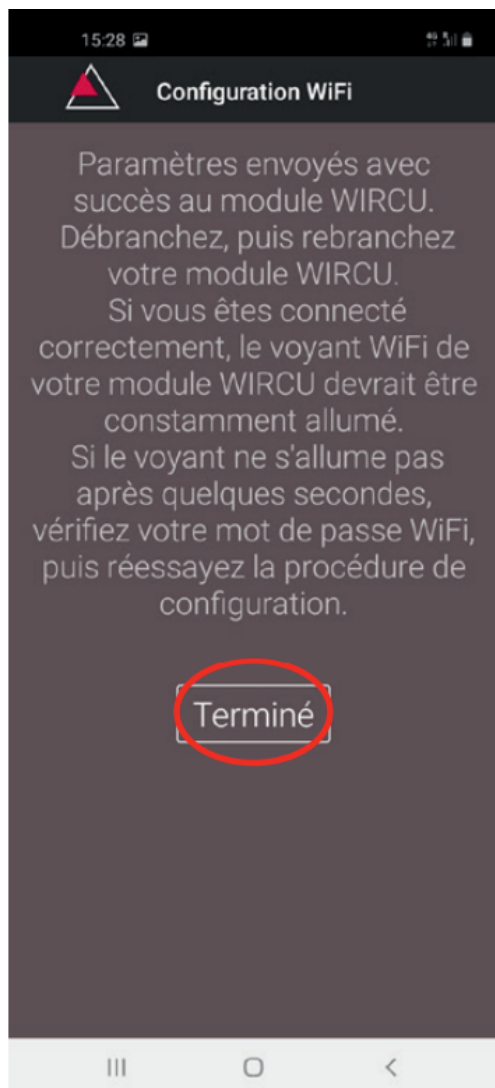 15:28
Configuration WiFi
Paramètres envoyés avec
succès au module WIRCU.
Débranchez, puis rebranchez
votre module WIRCU.
Si vous êtes connecté
correctement, le voyant WiFi de
votre module WIRCU devrait être
constamment allumé.
Si le voyant ne s'allume pas
après quelques secondes,
vérifiez votre mot de passe WiFi,
puis réessayez la procédure de
configuration.
Terminé